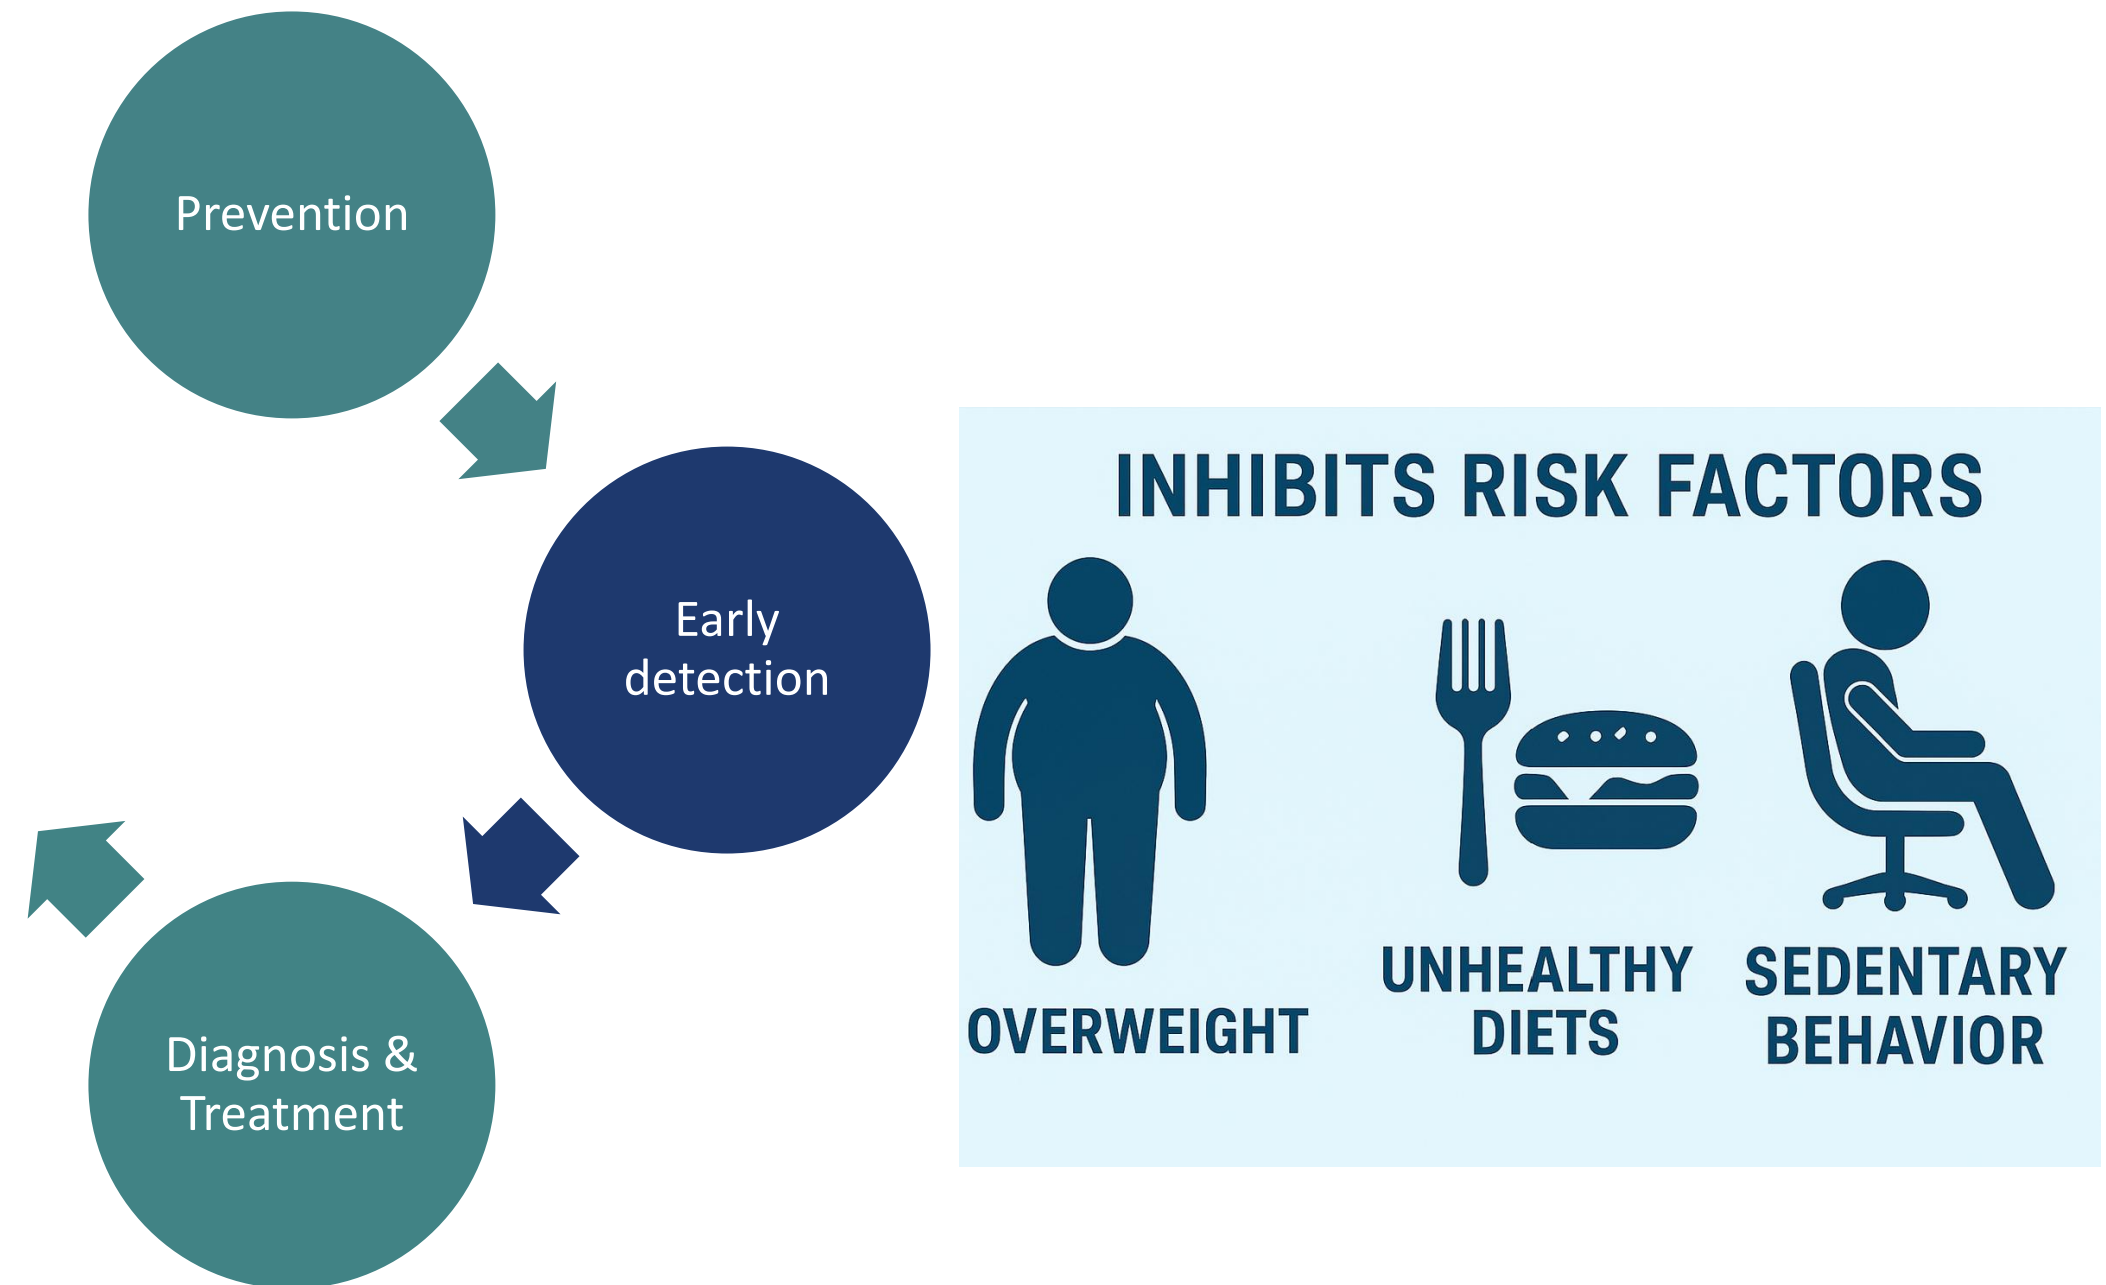 Prevention
Early
detection
Diagnosis &
Treatment
INHIBITS RISK FACTORS
OVERWEIGHT
UNHEALTHY
DIETS
SEDENTARY
BEHAVIOR